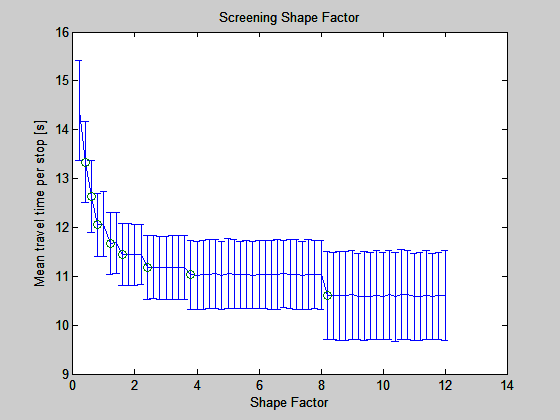 Screening Shape Factor
Mean travel time per stop [s]
16
15
14
13
12
11
10
9
0 2 4 6 8 10 12 14
Shape Factor